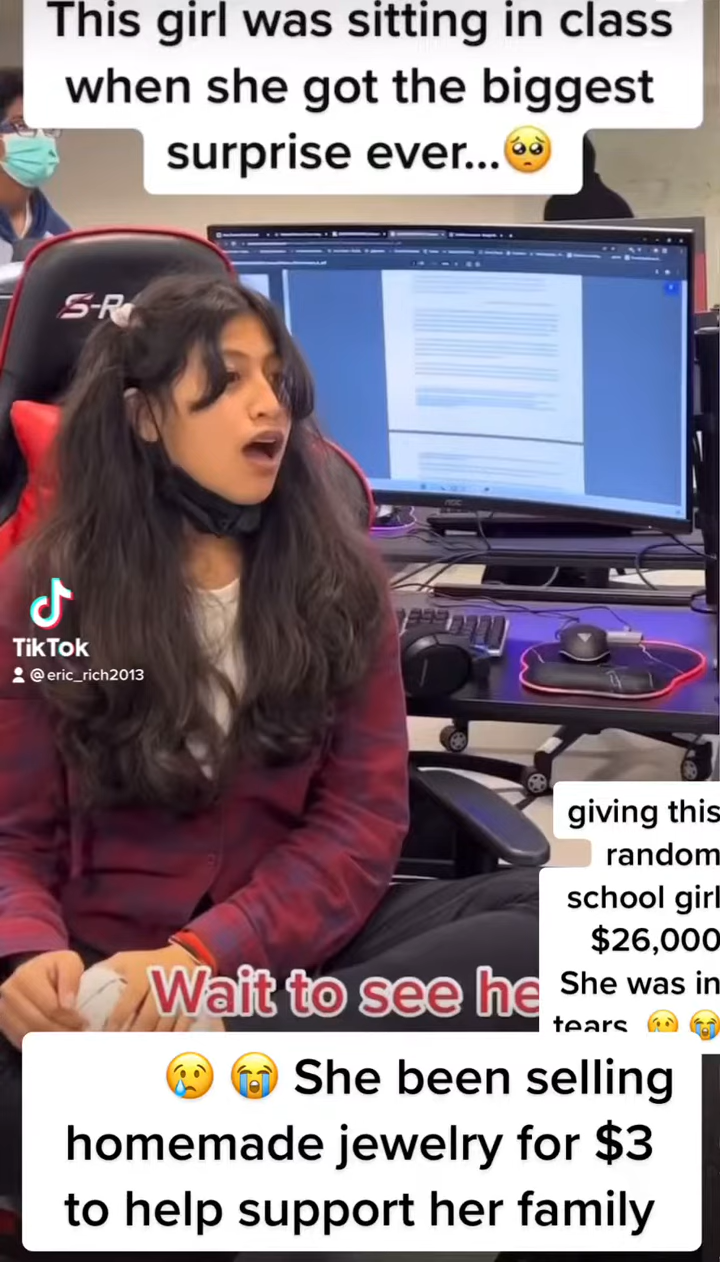 This girl was sitting in class
when she got the biggest
surprise ever...🥺
S-R
TikTok
@eric_rich2013
giving this
random
school girl
$26,000
She was in
tears 😢 😭
Wait to see he
😢 😭 She been selling
homemade jewelry for $3
to help support her family